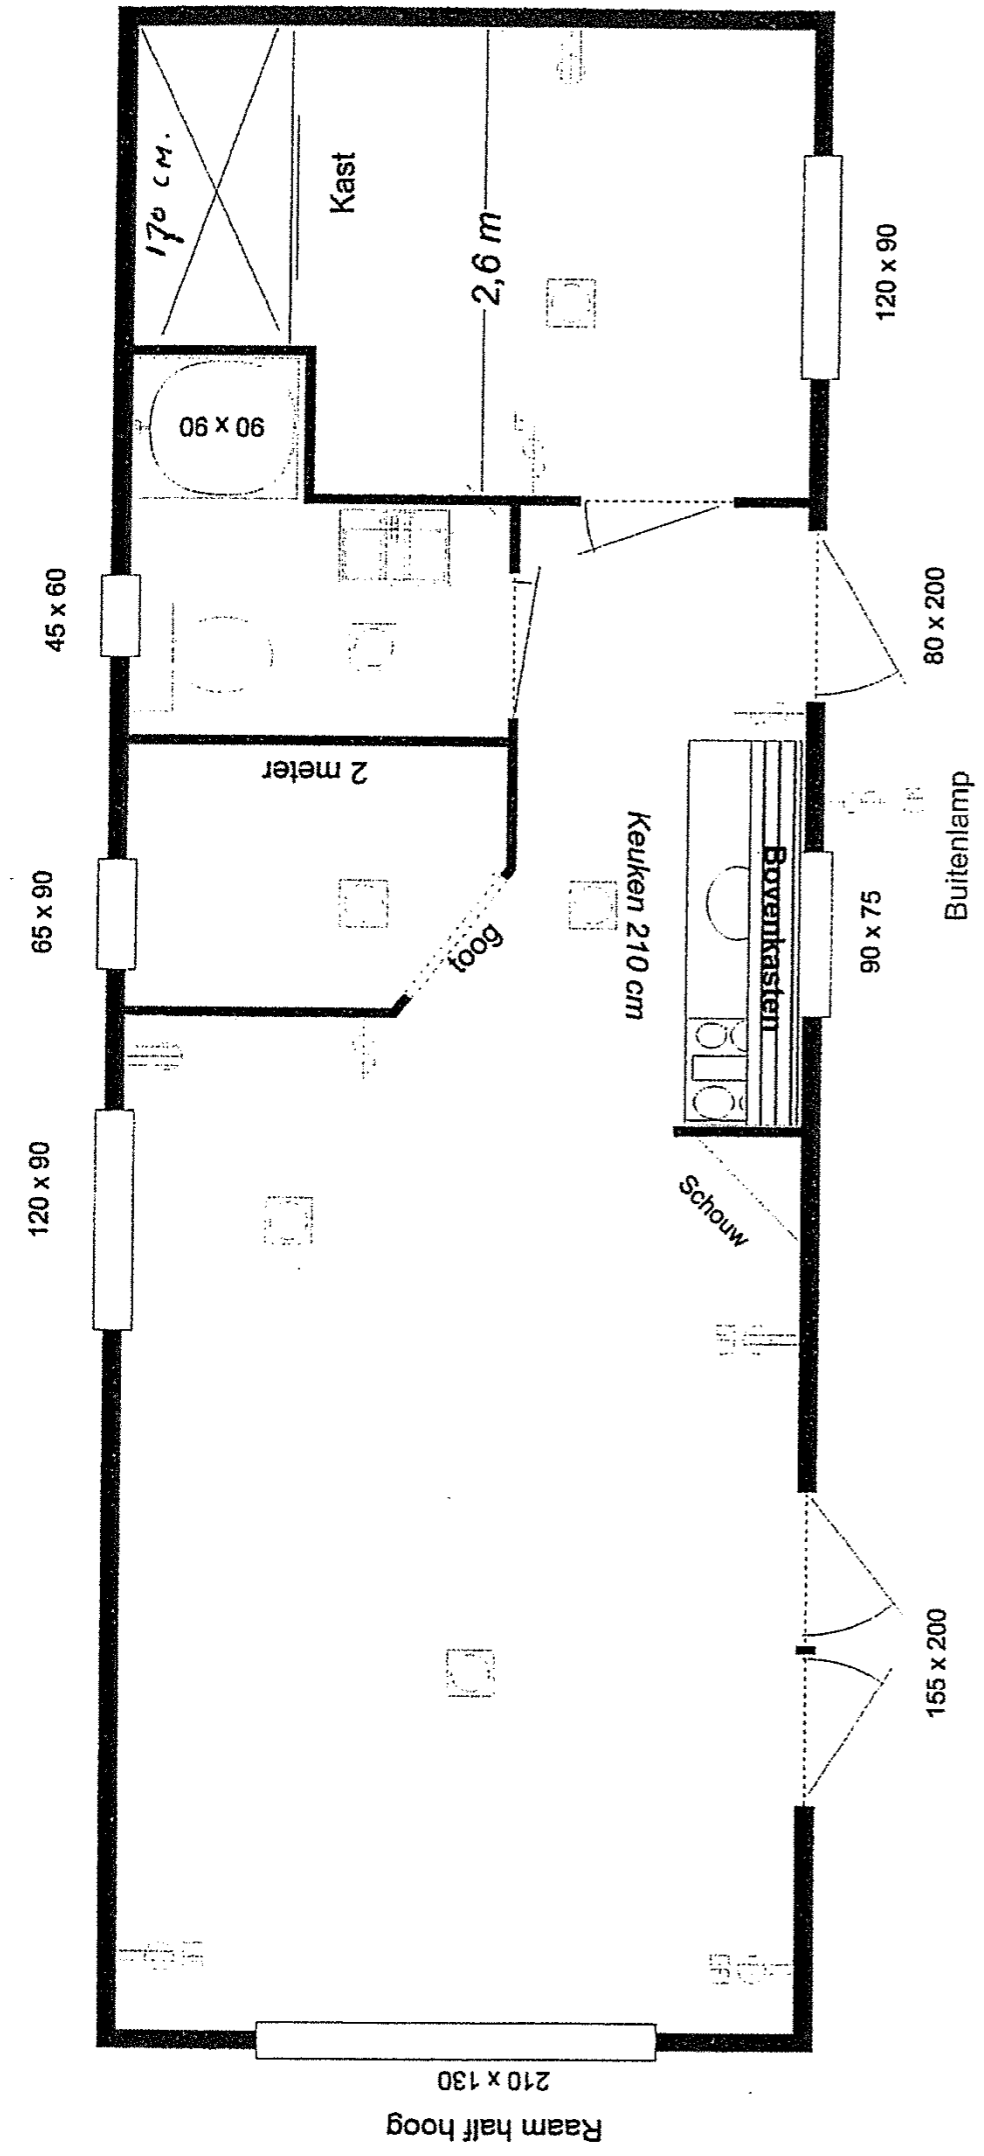 170 cm.
Kast
2,6 m
120 x 90
90 x 90
45 x 60
80 x 200
2 meter
65 x 90
toog
Keuken 210 cm
Bovenkasten
90 x 75
Buitenlamp
120 x 90
Schouw
155 x 200
210 x 130
Raam half hoog